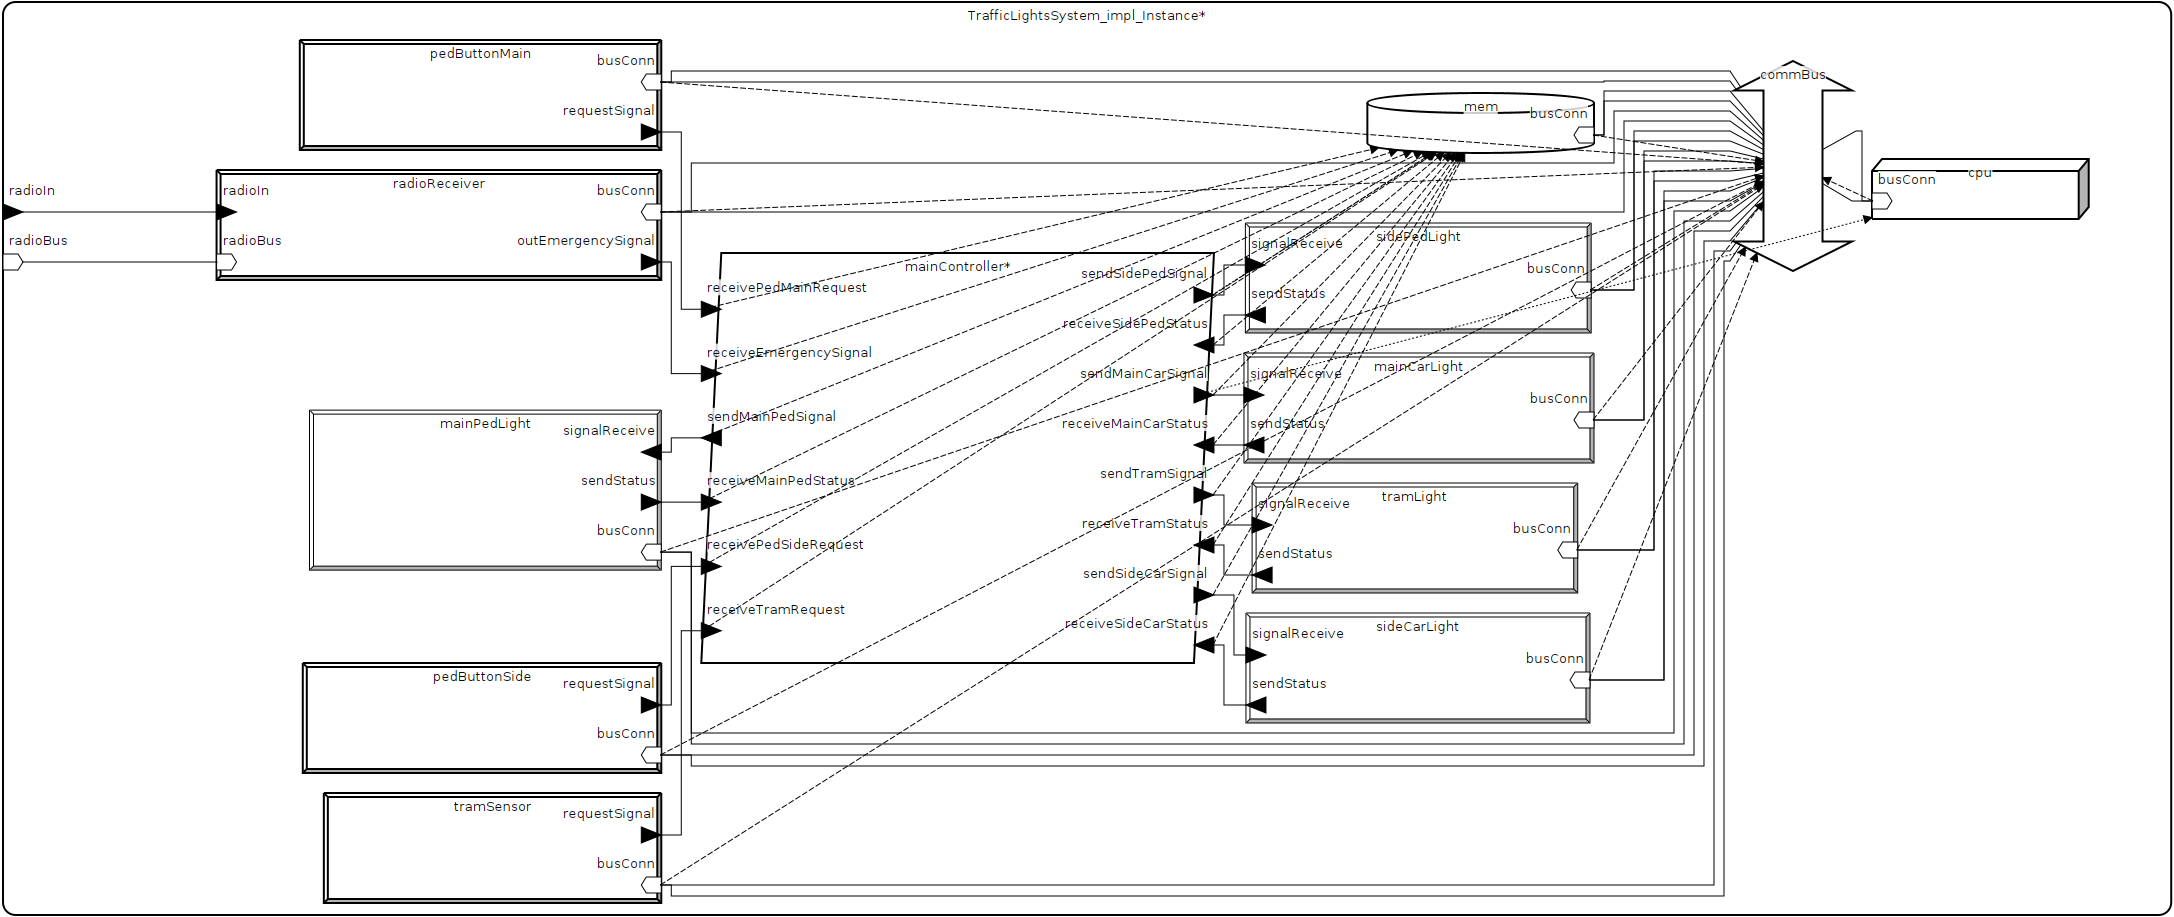 TrafficLightsSystem_impl_Instance*
pedButtonMain
busConn
requestSignal
radioIn
radioBus
radioIn
radioReceiver
busConn
radioBus
outEmergencySignal
mainPedLight
signalReceive
sendStatus
busConn
pedButtonSide
requestSignal
busConn
tramSensor
requestSignal
busConn
mainController*
receivePedMainRequest
receiveEmergencySignal
sendMainPedSignal
receiveMainPedStatus
receivePedSideRequest
receiveTramRequest
sendSidePedSignal
receiveSidePedStatus
sendMainCarSignal
receiveMainCarStatus
sendTramSignal
receiveTramStatus
sendSideCarSignal
receiveSideCarStatus
mem
busConn
signalReceive
sidePedLight
busConn
sendStatus
signalReceive
mainCarLight
busConn
sendStatus
signalReceive
tramLight
busConn
sendStatus
signalReceive
sideCarLight
busConn
sendStatus
commBus
busConn
cpu